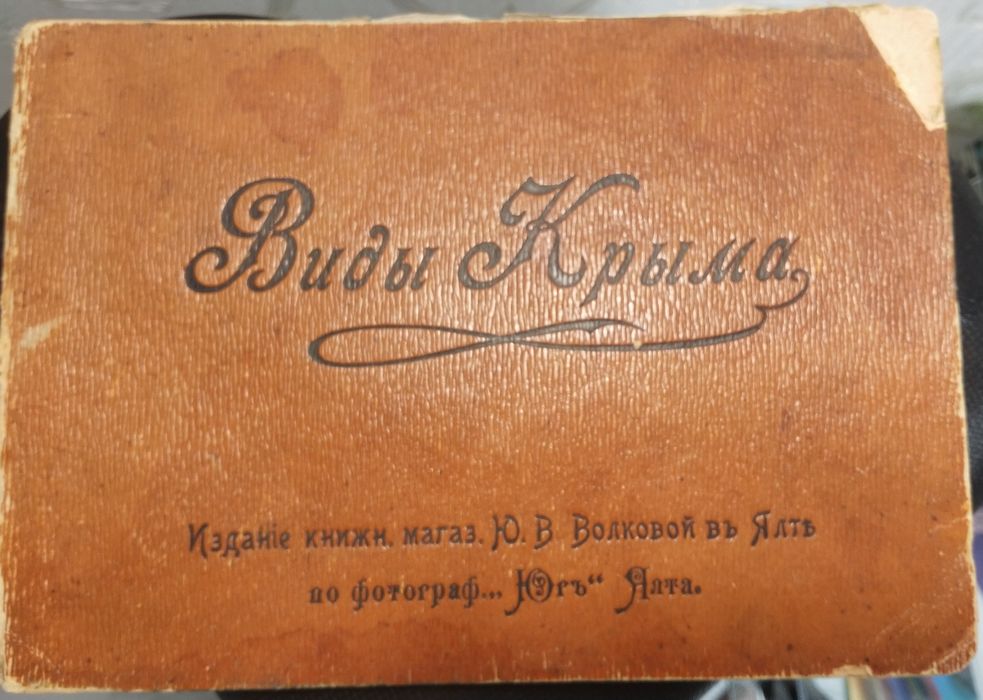 Виды Крыма
Изданіе книжн. магаз. Ю. В. Волковой въ Ялтѣ
по фотограф. „Югъ“ Ялта.